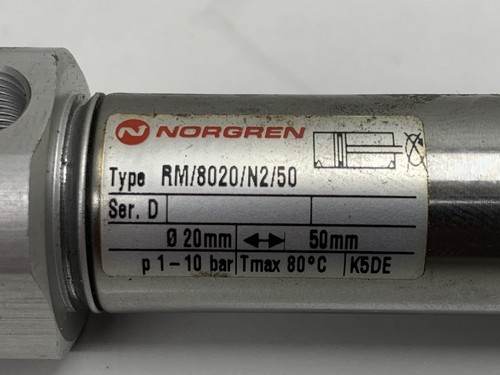 NORGREN
Type RM/8020/N2/50
Ser. D
Ø 20mm 50mm
p 1-10 bar Tmax 80°C K5DE